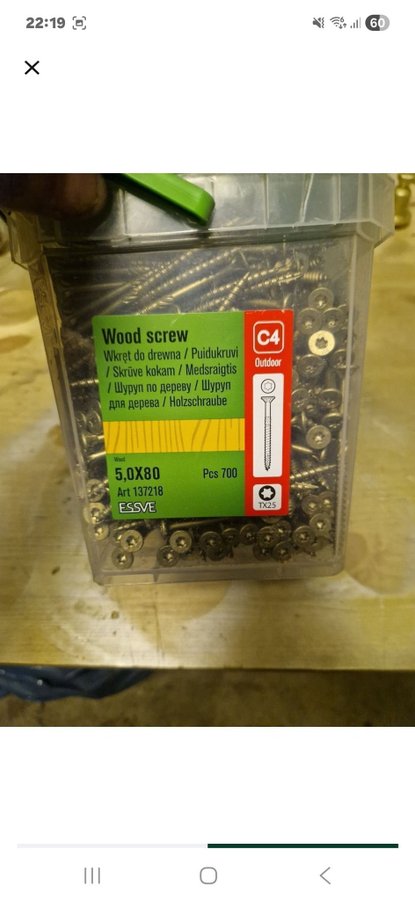 22:19
60
Wood screw
Wkręt do drewna / Puidukruvi
/ Skrūve kokam / Medsraigtis
/ Шуруп по дереву / Шуруп
для дерева / Holzschraube
C4
Outdoor
Wood
5,0X80
Pcs 700
Art 137218
ESSVE
TX25